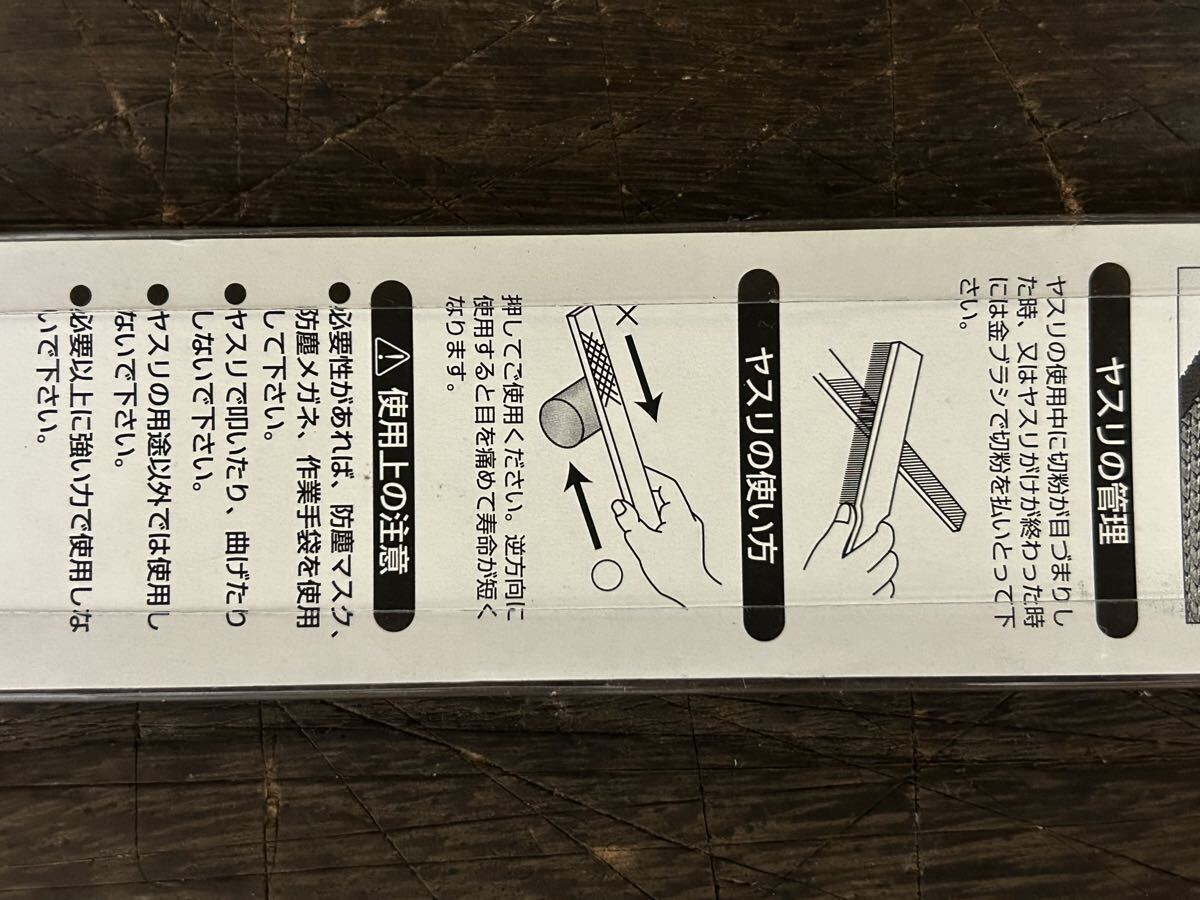 ヤスリの管理
ヤスリの使用中に切粉が目づまりし
た時、又はヤスリがけが終わった時
には金ブラシで切粉を払いとって下
さい。
ヤスリの使い方
×
○
押してご使用ください。逆方向に
使用すると目を痛めて寿命が短く
なります。
⚠ 使用上の注意
●必要性があれば、防塵マスク、
防塵メガネ、作業手袋を使用
して下さい。
●ヤスリで叩いたり、曲げたり
しないで下さい。
●ヤスリの用途以外では使用し
ないで下さい。
●必要以上に強い力で使用しな
いで下さい。